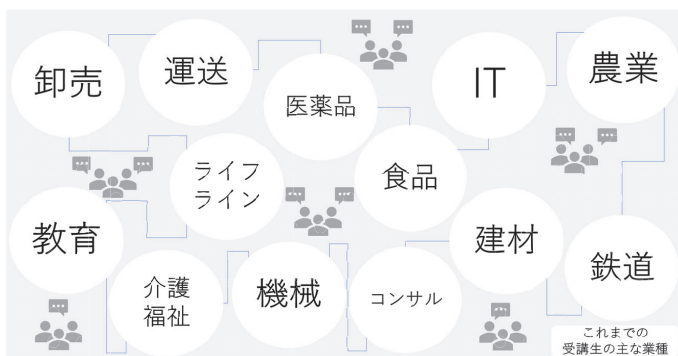 卸売
運送
医薬品
IT
農業
ライフ
ライン
食品
教育
建材
鉄道
介護
福祉
機械
コンサル
これまでの
受講生の主な業種